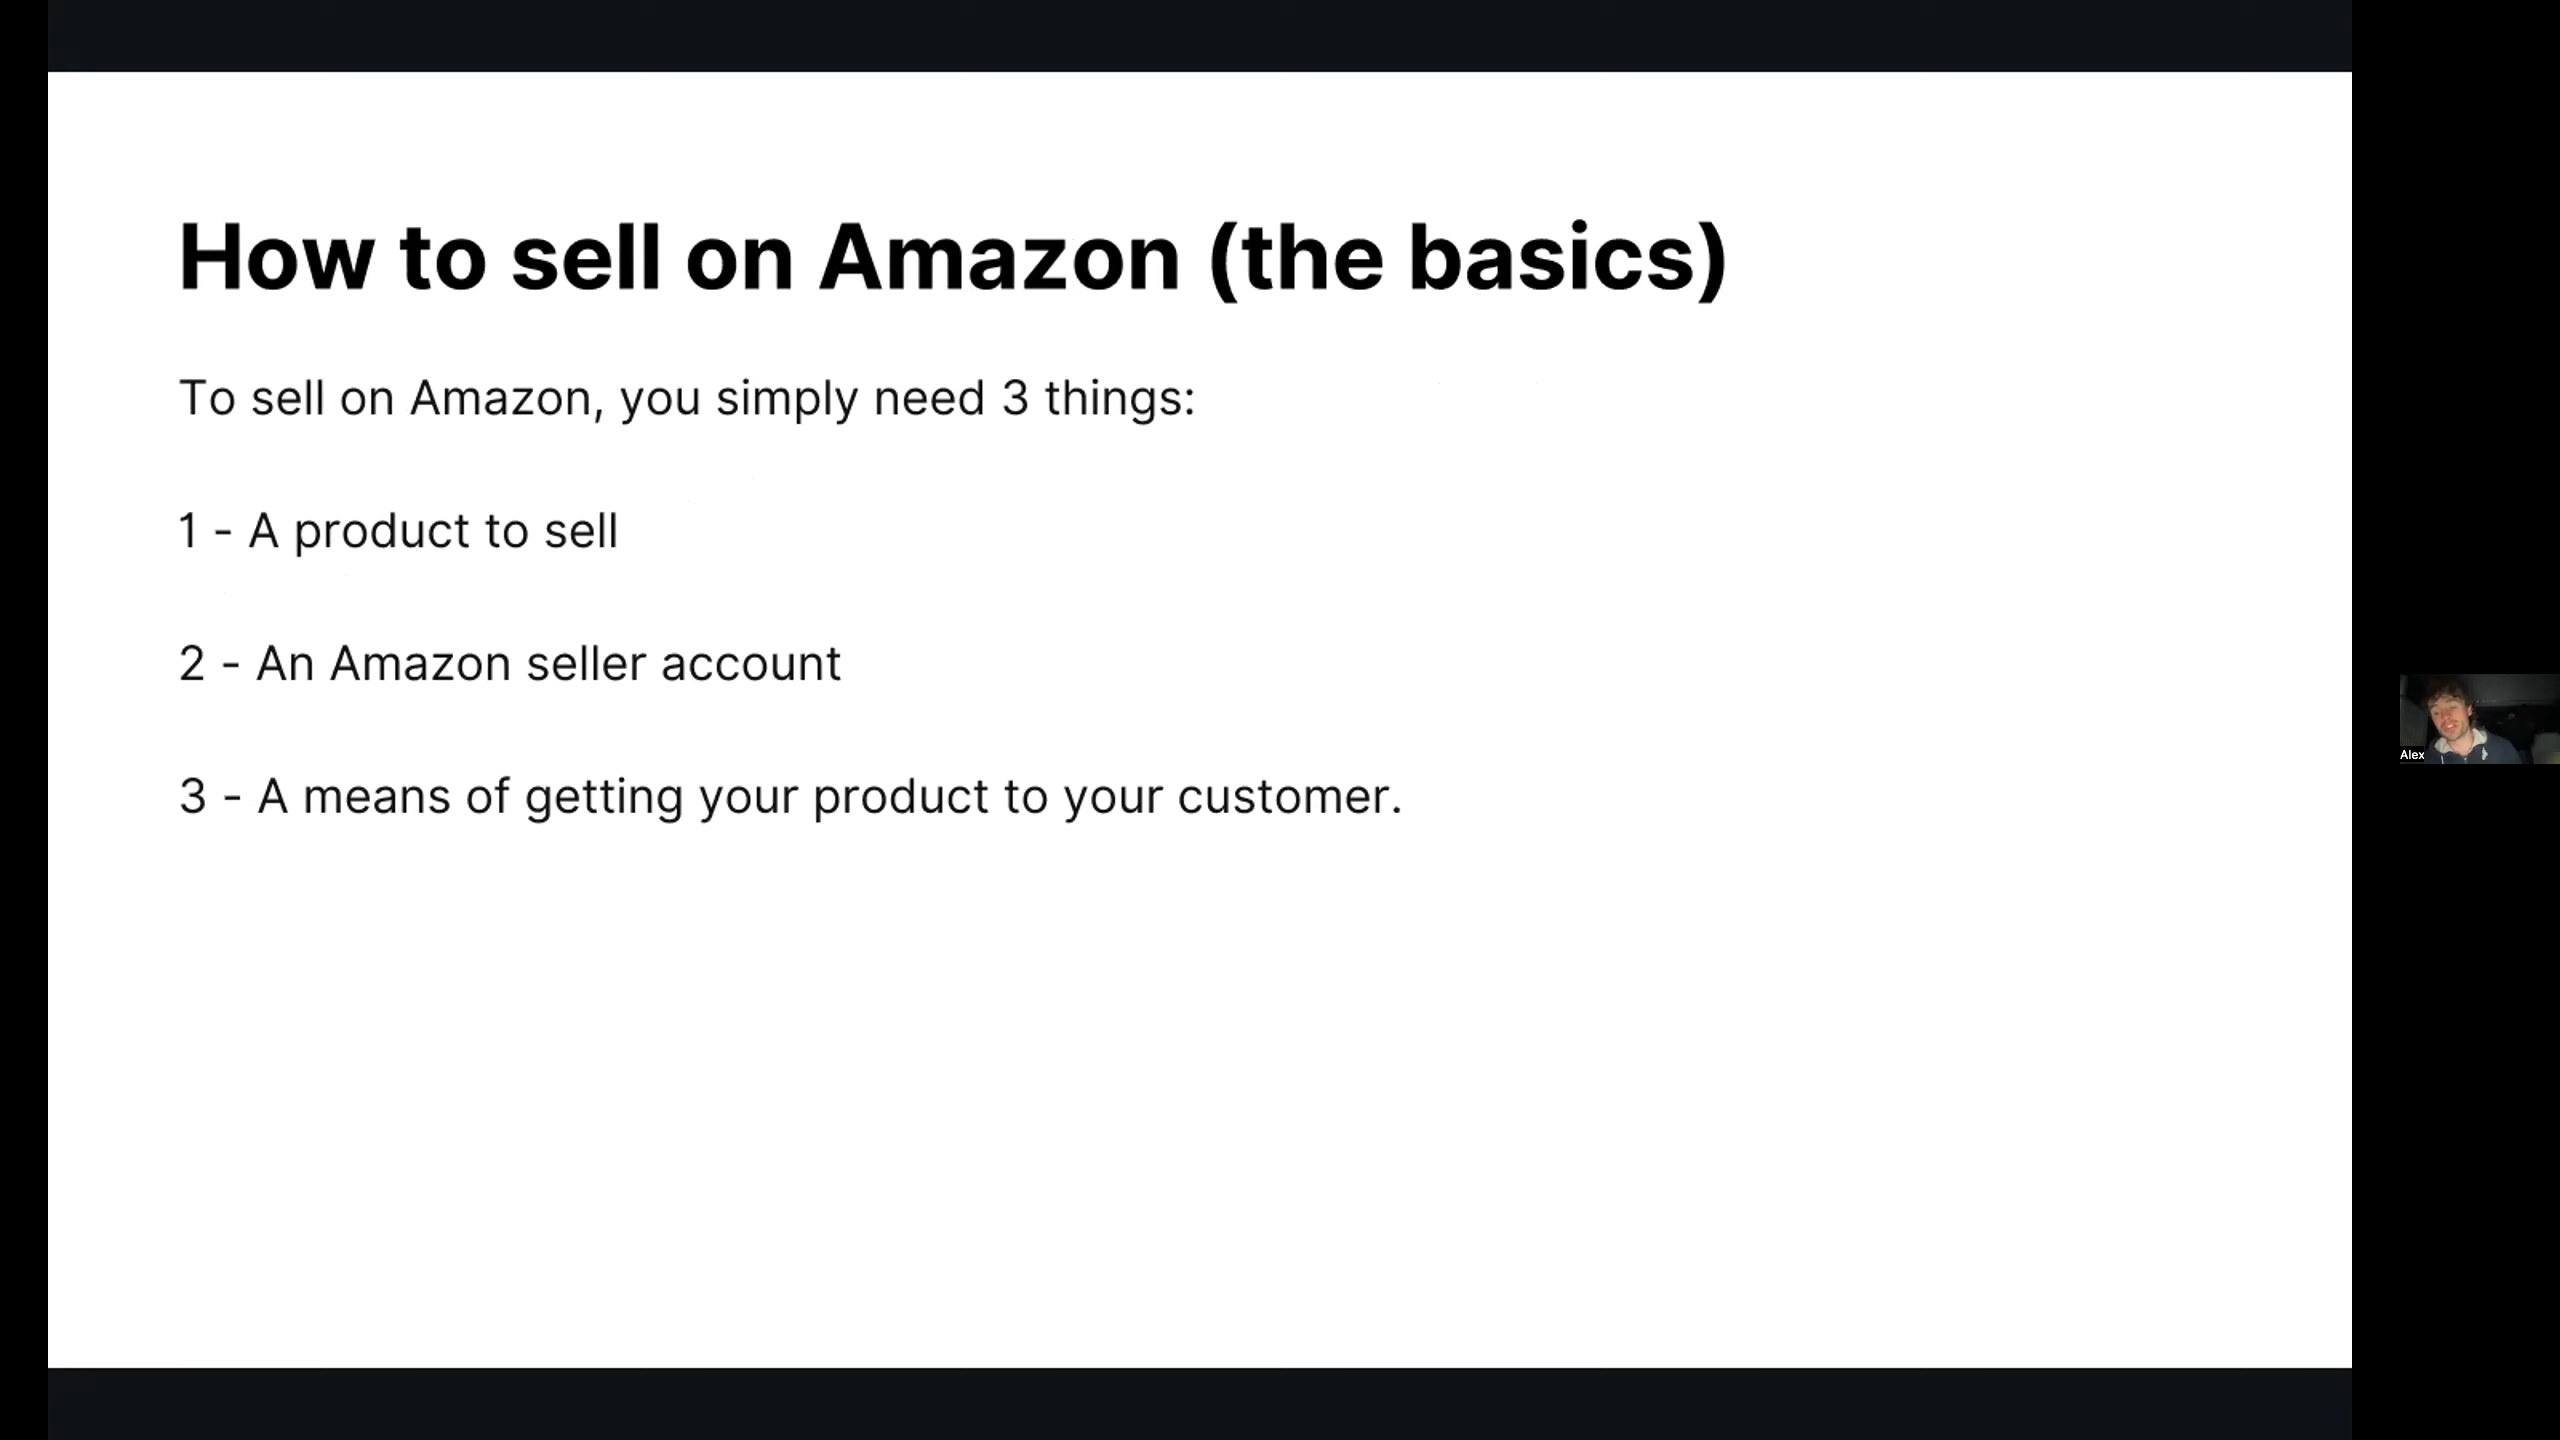 How to sell on Amazon (the basics)
To sell on Amazon, you simply need 3 things:
1 - A product to sell
2 - An Amazon seller account
3 - A means of getting your product to your customer.
Alex